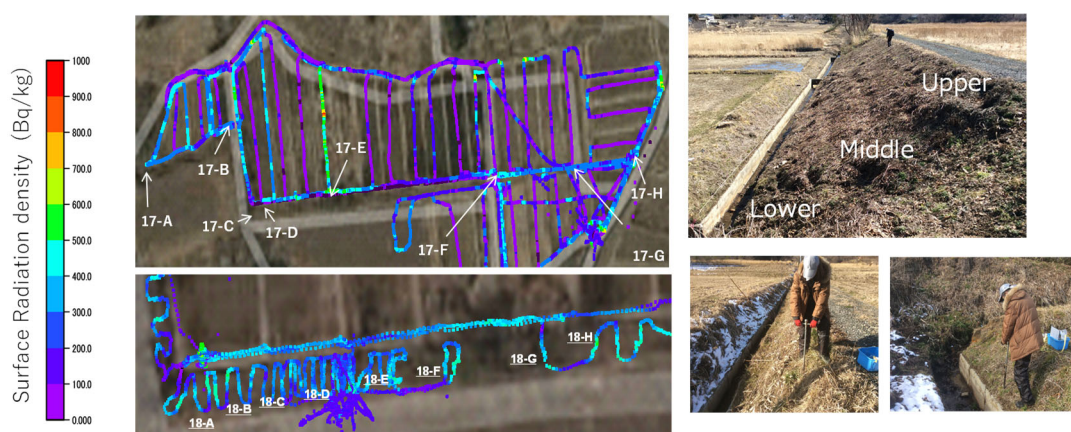 Surface Radiation density (Bq/kg)
1000
900.0
800.0
700.0
600.0
500.0
400.0
300.0
200.0
100.0
0.000
17-A
17-B
17-C
17-D
17-E
17-F
17-G
17-H
18-A
18-B
18-C
18-D
18-E
18-F
18-G
18-H
Upper
Middle
Lower